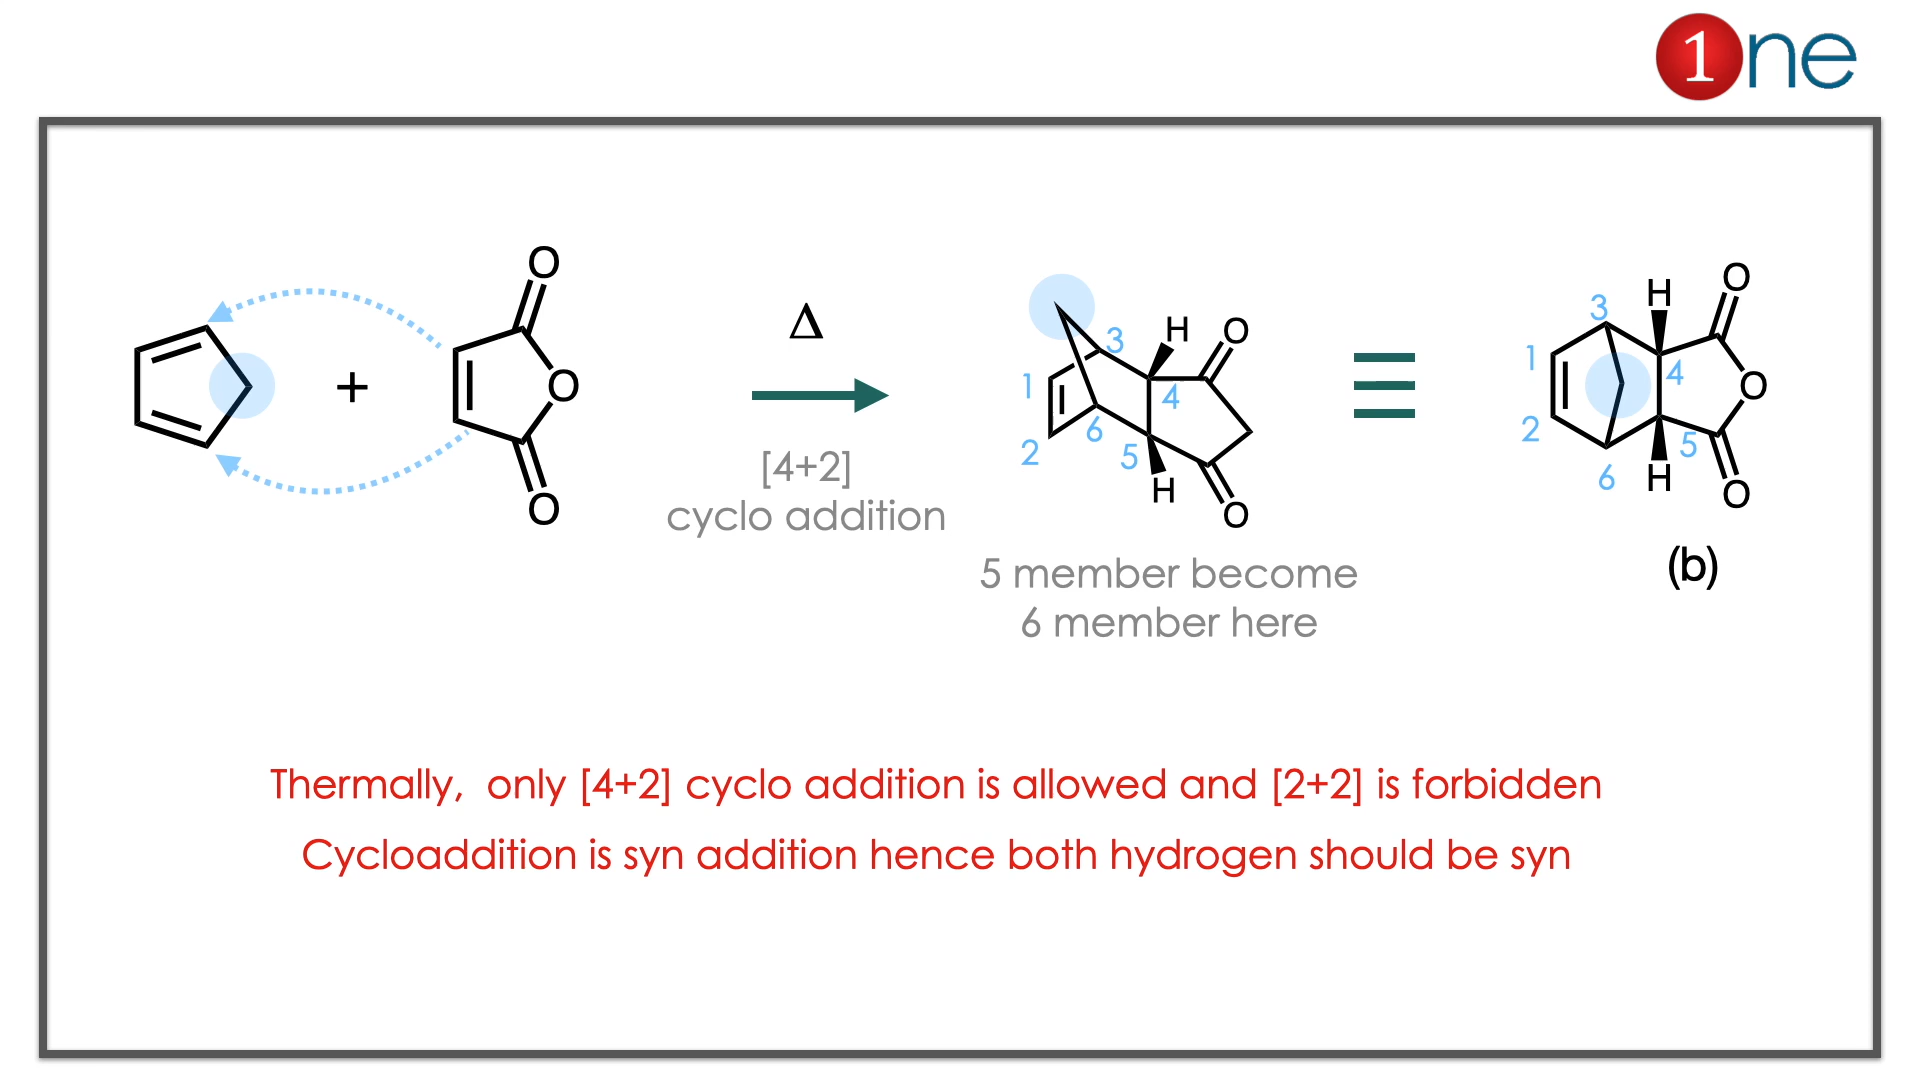 1ne
O
O
O
+
Δ
[4+2]
cyclo addition
H
O
3
1
4
2
6
5
H
O
5 member become
6 member here
H
O
3
1
4
O
2
5
6
H
O
(b)
Thermally, only [4+2] cyclo addition is allowed and [2+2] is forbidden
Cycloaddition is syn addition hence both hydrogen should be syn